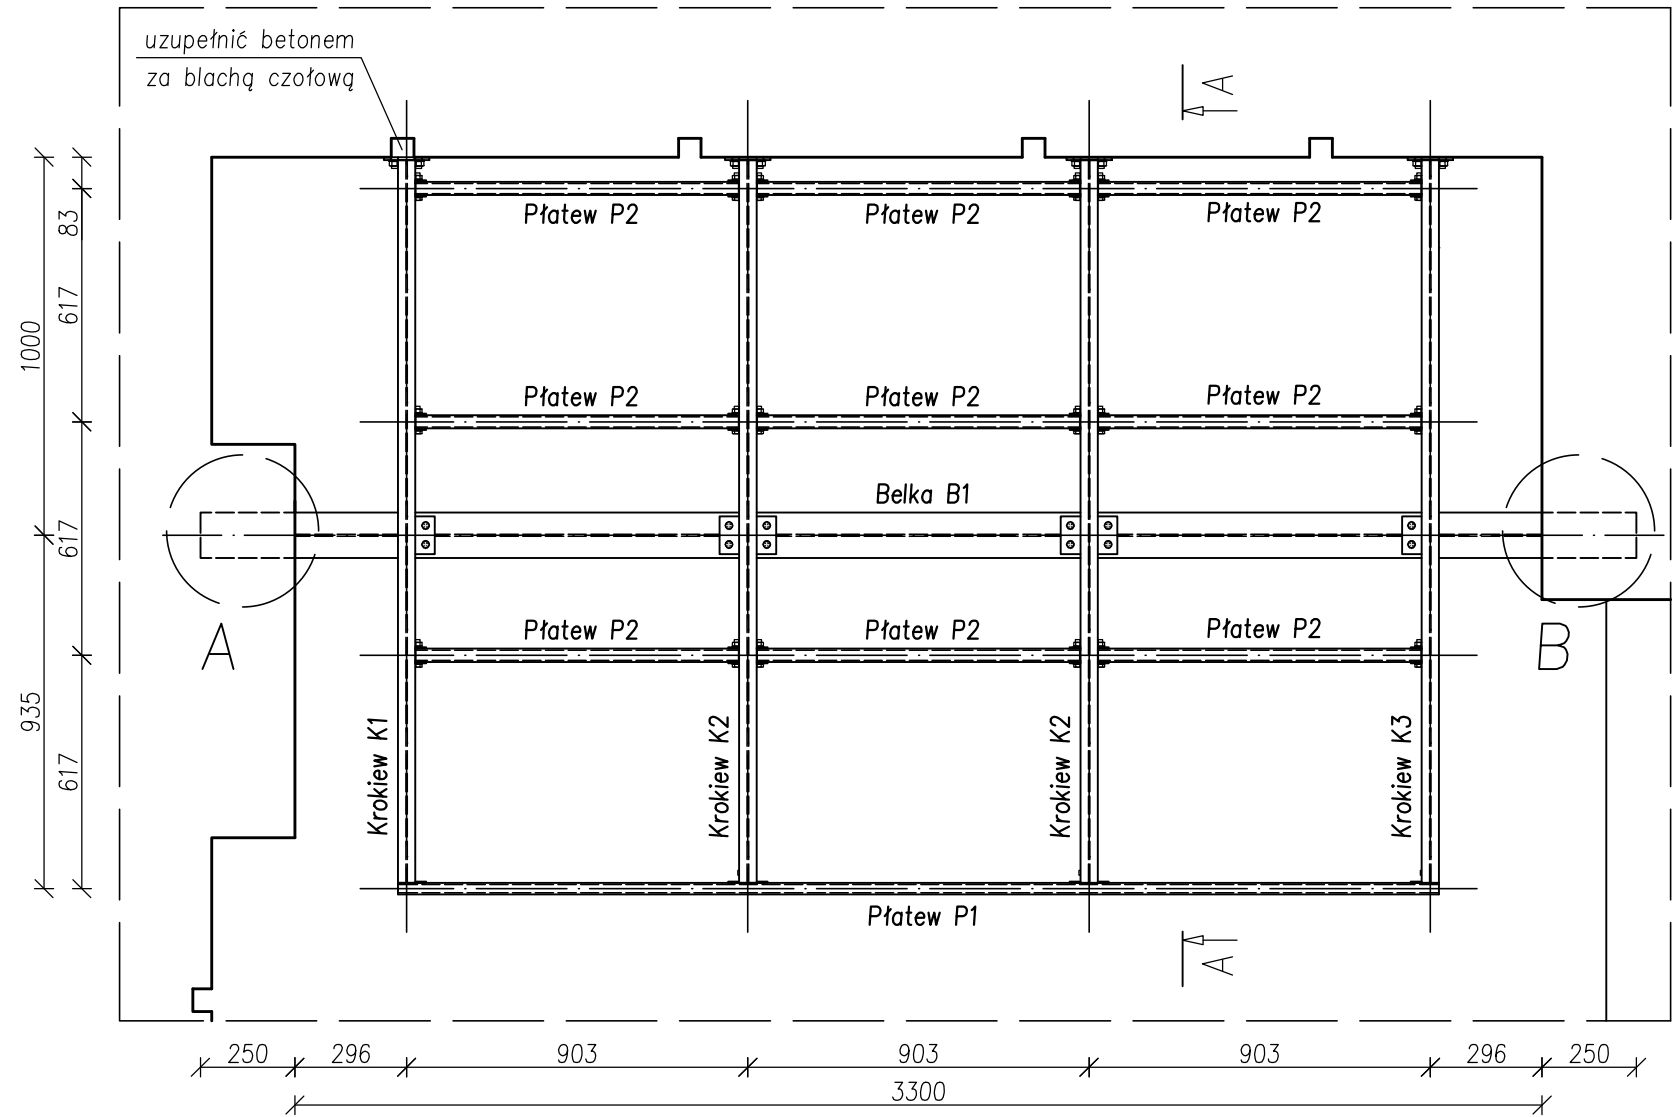 uzupełnić betonem
za blachą czołową
A
Płatew P2
Płatew P2
Płatew P2
83
617
1000
Płatew P2
Płatew P2
Płatew P2
Belka B1
617
A
Płatew P2
Płatew P2
Płatew P2
B
935
617
Krokiew K1
Krokiew K2
Krokiew K2
Krokiew K3
Płatew P1
A
250
296
903
903
903
296
250
3300